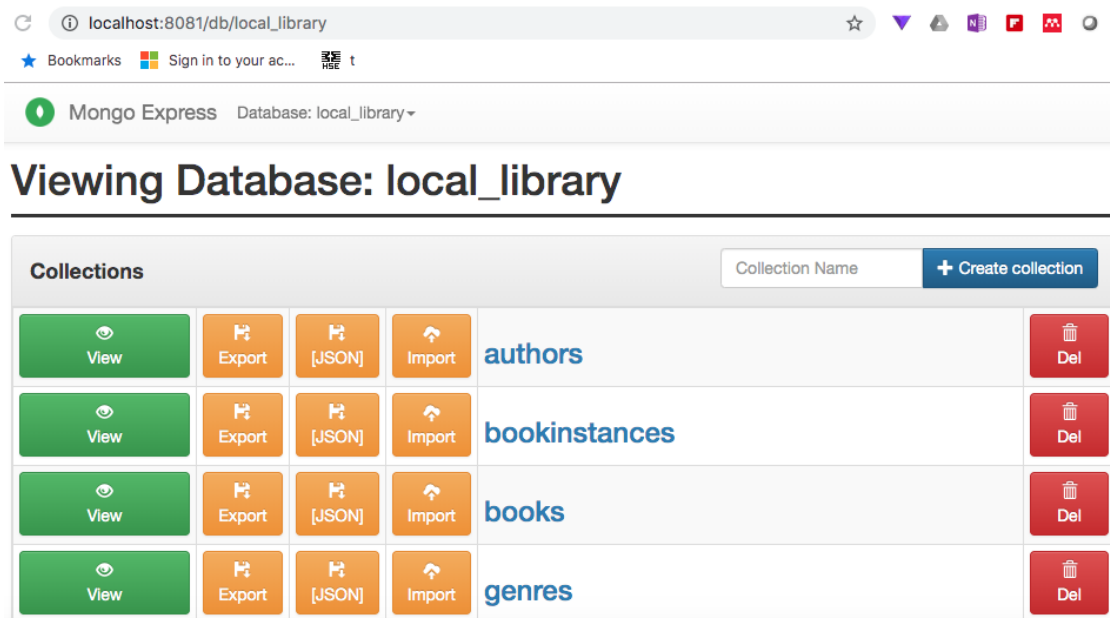 localhost:8081/db/local_library
Bookmarks Sign in to your ac... HSE t
Mongo Express Database: local_library
Viewing Database: local_library
Collections Collection Name Create collection
View Export [JSON] Import authors Del
View Export [JSON] Import bookinstances Del
View Export [JSON] Import books Del
View Export [JSON] Import genres Del